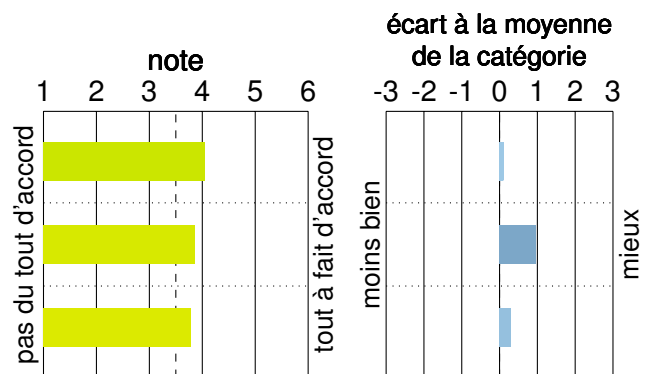 note
1 2 3 4 5 6
pas du tout d'accord
tout à fait d'accord
écart à la moyenne
de la catégorie
-3 -2 -1 0 1 2 3
moins bien
mieux